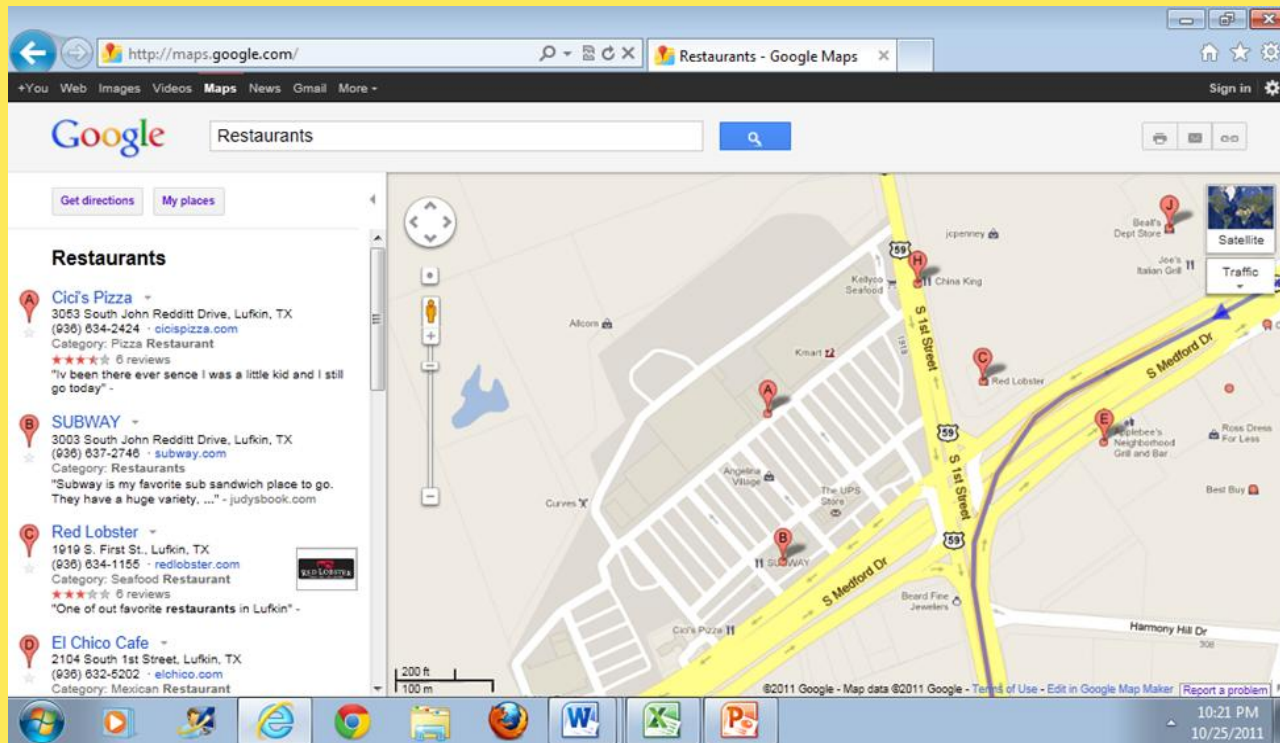 http://maps.google.com/
Restaurants - Google Maps
+You Web Images Videos Maps News Gmail More
Sign in
Google
Restaurants
Get directions
My places
Restaurants
A
Cici's Pizza
3053 South John Redditt Drive, Lufkin, TX
(936) 634-2424 · cicispizza.com
Category: Pizza Restaurant
6 reviews
"Iv been there ever sence I was a little kid and I still
go today" -
B
SUBWAY
3003 South John Redditt Drive, Lufkin, TX
(936) 637-2746 · subway.com
Category: Restaurants
"Subway is my favorite sub sandwich place to go.
They have a huge variety, ..." - judysbook.com
C
Red Lobster
1919 S. First St., Lufkin, TX
(936) 634-1155 · redlobster.com
Category: Seafood Restaurant
6 reviews
"One of out favorite restaurants in Lufkin" -
RED LOBSTER
D
El Chico Cafe
2104 South 1st Street, Lufkin, TX
(936) 632-5202 · elchico.com
Category: Mexican Restaurant
J
Beall's
Dept Store
Satellite
Traffic
jcpenney
59
H
China King
Kellyco
Seafood
Joe's
Italian Grill
Allcorn
Kmart
S 1st Street
1918
C
Red Lobster
S Medford Dr
A
E
Applebee's
Neighborhood
Grill and Bar
Ross Dress
For Less
59
S 1st Street
Angelina
Village
The UPS
Store
Best Buy
Curves
59
B
SUBWAY
S Medford Dr
Beard Fine
Jewelers
Cici's Pizza
Harmony Hill Dr
308
200 ft
100 m
©2011 Google - Map data ©2011 Google - Terms of Use - Edit in Google Map Maker
Report a problem
10:21 PM
10/25/2011